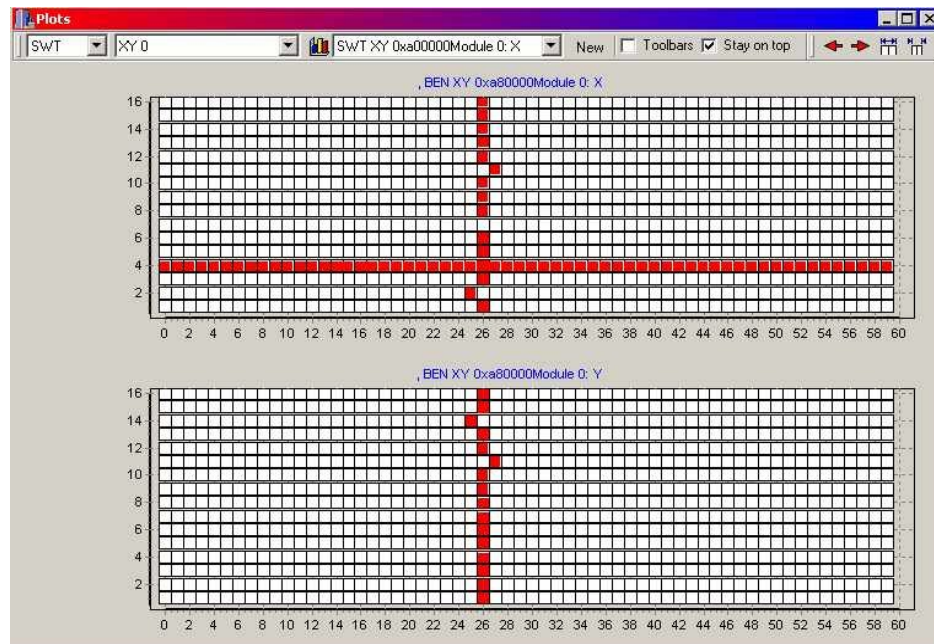 Plots
SWT XY 0 SWT XY 0xa00000Module 0: X New Toolbars Stay on top
, BEN XY 0xa80000Module 0: X
16
14
12
10
8
6
4
2
0 2 4 6 8 10 12 14 16 18 20 22 24 26 28 30 32 34 36 38 40 42 44 46 48 50 52 54 56 58 60
, BEN XY 0xa80000Module 0: Y
16
14
12
10
8
6
4
2
0 2 4 6 8 10 12 14 16 18 20 22 24 26 28 30 32 34 36 38 40 42 44 46 48 50 52 54 56 58 60